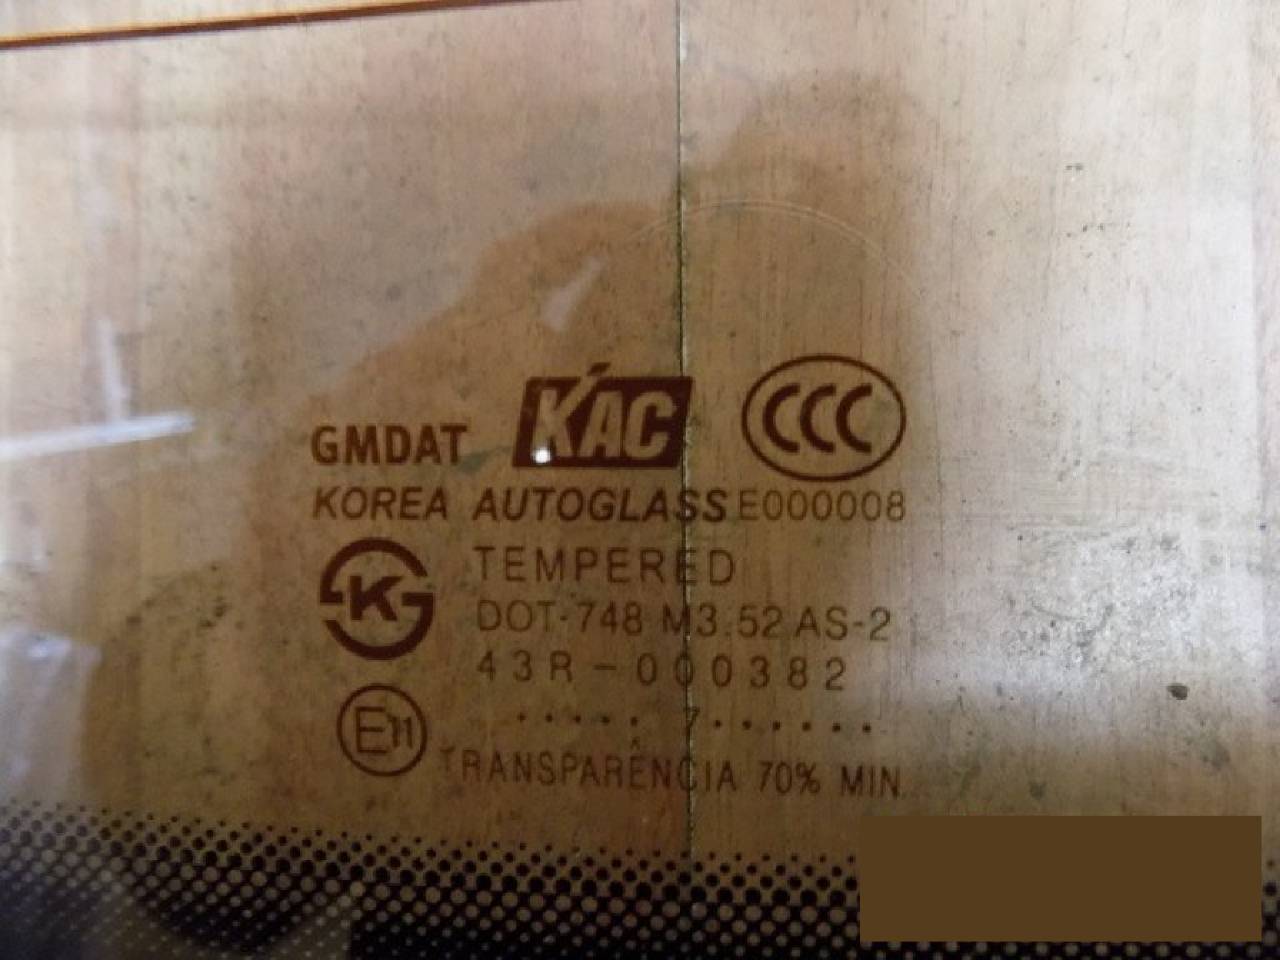 GMDAT KAC CCC
KOREA AUTOGLASS E000008
K TEMPERED
DOT-748 M3.52 AS-2
43R-000382
E11 ..... 7 ......
TRANSPARÊNCIA 70% MIN.